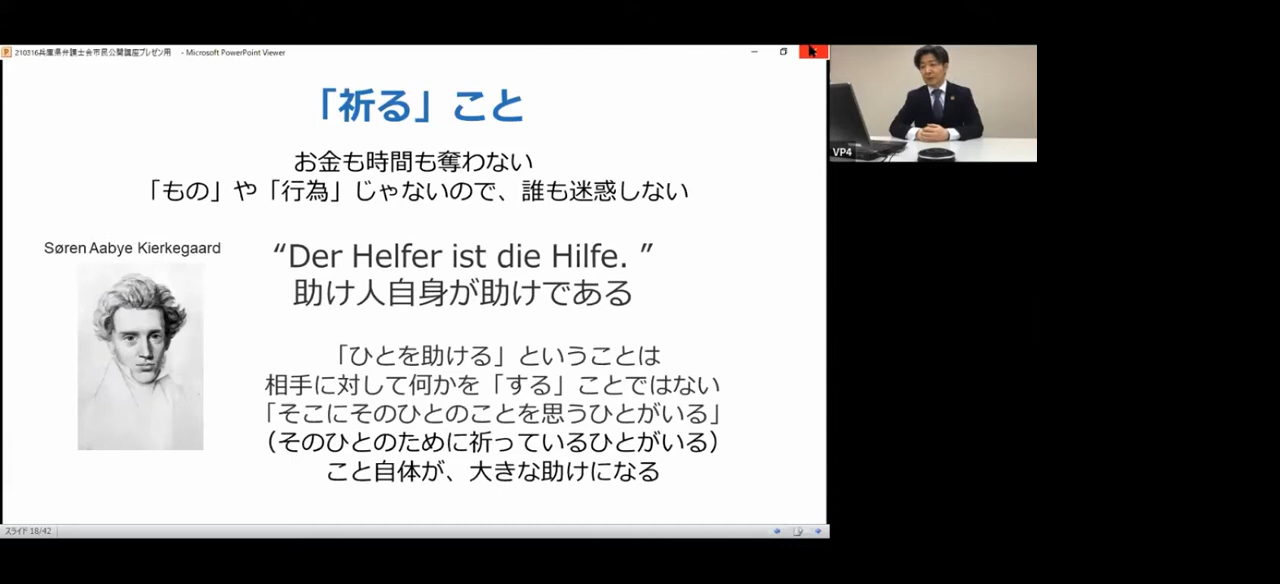 210316兵庫県弁護士会市民公開講座プレゼン用 - Microsoft PowerPoint Viewer
「祈る」こと
お金も時間も奪わない
「もの」や「行為」じゃないので、誰も迷惑しない
Søren Aabye Kierkegaard
“Der Helfer ist die Hilfe. ”
助け人自身が助けである
「ひとを助ける」ということは
相手に対して何かを「する」ことではない
「そこにそのひとのことを思うひとがいる」
（そのひとのために祈っているひとがいる）
こと自体が、大きな助けになる
スライド 18/42
VP4